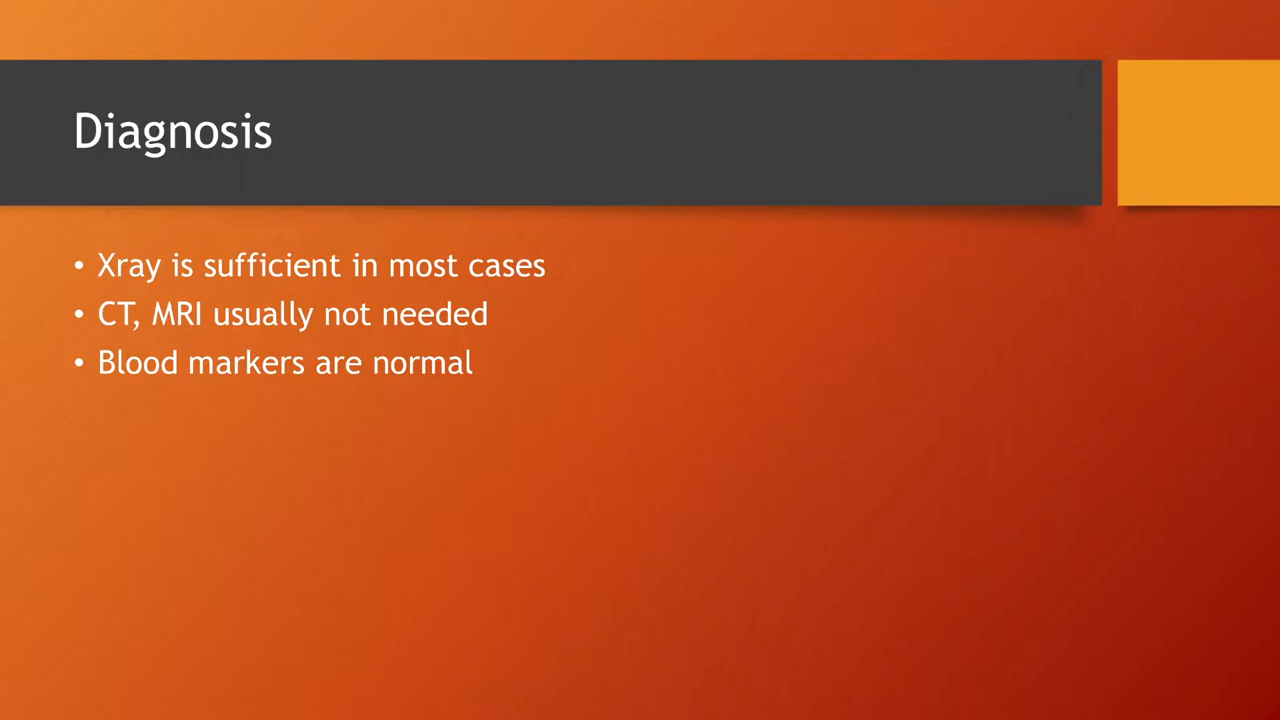 Diagnosis
• Xray is sufficient in most cases
• CT, MRI usually not needed
• Blood markers are normal